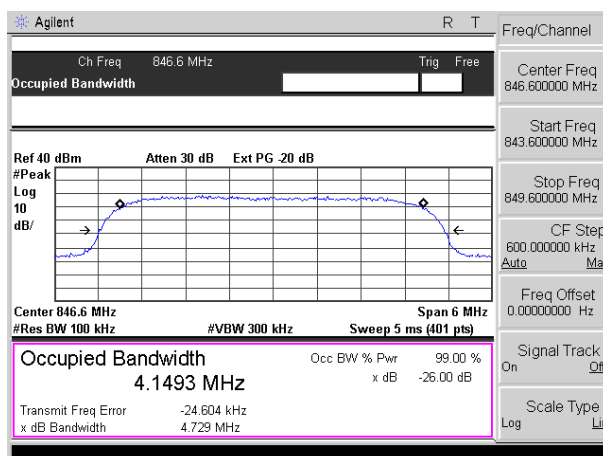 Agilent R T
Ch Freq 846.6 MHz Trig Free
Occupied Bandwidth
Ref 40 dBm Atten 30 dB Ext PG -20 dB
#Peak
Log
10
dB/
Center 846.6 MHz Span 6 MHz
#Res BW 100 kHz #VBW 300 kHz Sweep 5 ms (401 pts)
Occupied Bandwidth Occ BW % Pwr 99.00 %
4.1493 MHz x dB -26.00 dB
Transmit Freq Error -24.604 kHz
x dB Bandwidth 4.729 MHz
Freq/Channel
Center Freq
846.600000 MHz
Start Freq
843.600000 MHz
Stop Freq
849.600000 MHz
CF Step
600.000000 kHz
Auto Ma
Freq Offset
0.00000000 Hz
Signal Track
On Off
Scale Type
Log Li